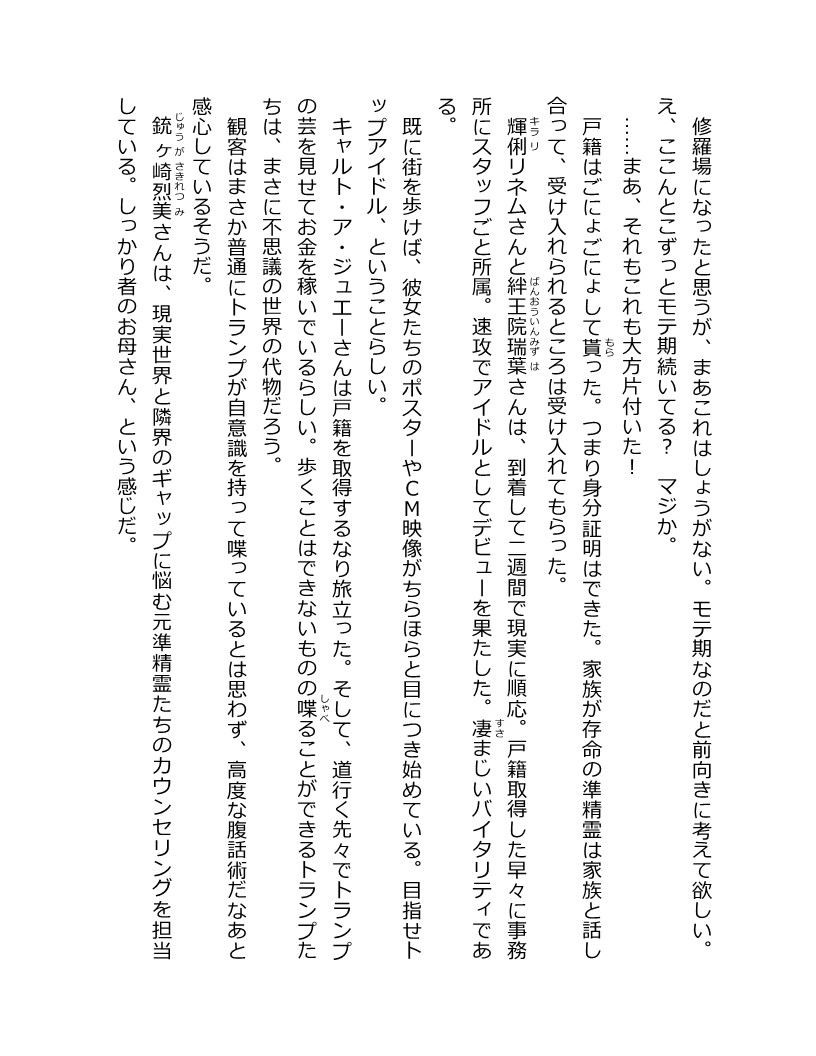 修羅場になったと思うが、まあこれはしょうがない。モテ期なのだと前向きに考えて欲しい。
え、ここんとこずっとモテ期続いてる？　マジか。
……まあ、それもこれも大方片付いた！
戸籍はごにょごにょして貰った。つまり身分証明はできた。家族が存命の準精霊は家族と話し
合って、受け入れられるところは受け入れてもらった。
輝俐リネムさんと絆王院瑞葉さんは、到着して二週間で現実に順応。戸籍取得した早々に事務
所にスタッフごと所属。速攻でアイドルとしてデビューを果たした。凄まじいバイタリティであ
る。
既に街を歩けば、彼女たちのポスターやＣＭ映像がちらほらと目につき始めている。目指せト
ップアイドル、ということらしい。
キャルト・ア・ジュエーさんは戸籍を取得するなり旅立った。そして、道行く先々でトランプ
の芸を見せてお金を稼いでいるらしい。歩くことはできないものの喋ることができるトランプた
ちは、まさに不思議の世界の代物だろう。
観客はまさか普通にトランプが自意識を持って喋っているとは思わず、高度な腹話術だなあと
感心しているそうだ。
銃ヶ崎烈美さんは、現実世界と隣界のギャップに悩む元準精霊たちのカウンセリングを担当
している。しっかり者のお母さん、という感じだ。